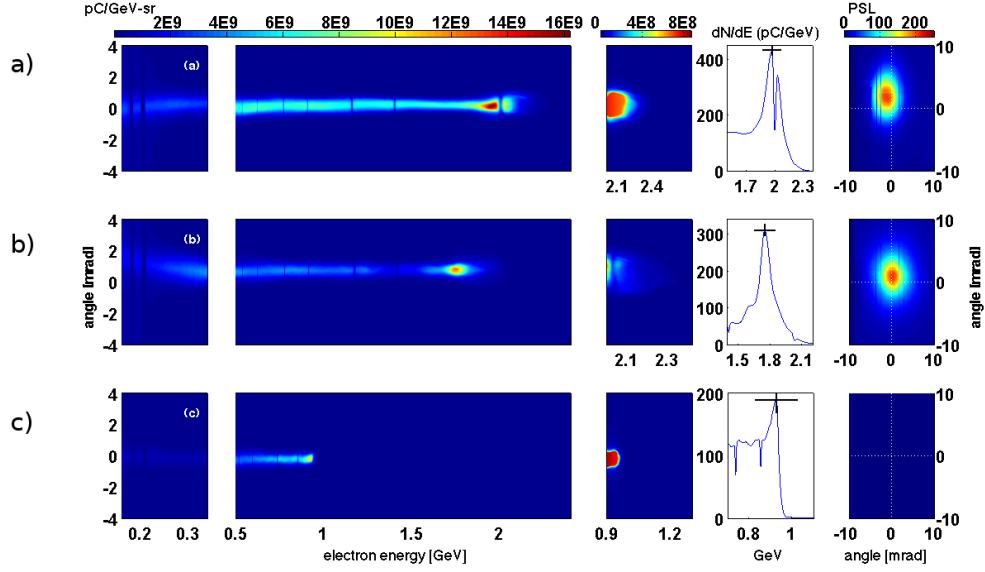 pC/GeV-sr
2E9 4E9 6E9 8E9 10E9 12E9 14E9 16E9 0 4E8 8E8 dN/dE (pC/GeV) PSL 0 100 200
a) 4 2 0 -2 -4 (a) 400 200 0 10 0 -10
2.1 2.4 1.7 2 2.3 -10 0 10
b) angle [mrad] 4 2 0 -2 -4 (b) 300 200 100 0 10 0 -10 angle [mrad]
2.1 2.3 1.5 1.8 2.1 -10 0 10
c) 4 2 0 -2 -4 (c) 200 100 0 10 0 -10
0.2 0.3 0.5 1 1.5 2 0.9 1.2 0.8 1 -10 0 10
electron energy [GeV] GeV angle [mrad]